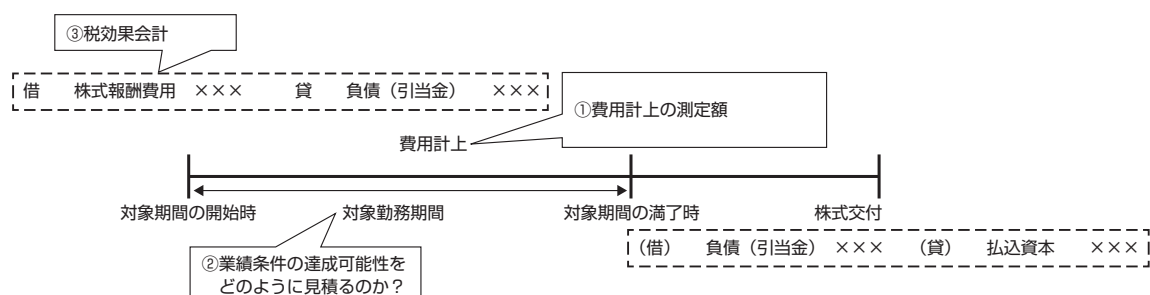 ③税効果会計
借 株式報酬費用 ××× 貸 負債（引当金） ×××
①費用計上の測定額
費用計上
対象期間の開始時 対象勤務期間 対象期間の満了時 株式交付
（借） 負債（引当金） ××× （貸） 払込資本 ×××
②業績条件の達成可能性を
どのように見積るのか？